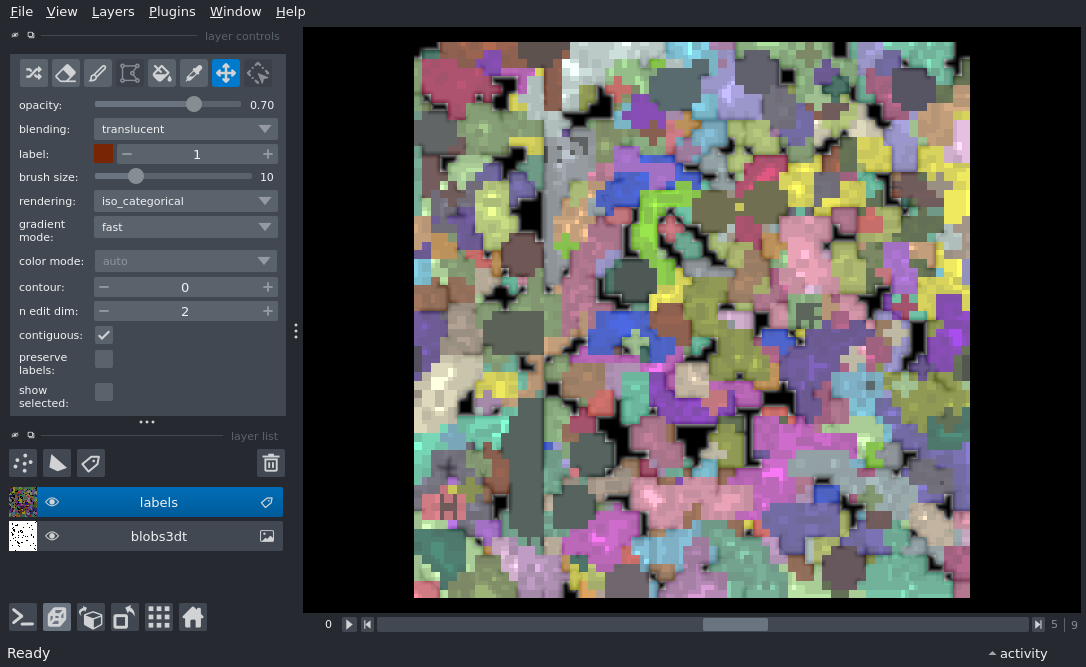 File View Layers Plugins Window Help
layer controls
opacity: 0.70
blending: translucent
label: 1
brush size: 10
rendering: iso_categorical
gradient
mode: fast
color mode: auto
contour: 0
n edit dim: 2
contiguous:
preserve
labels:
show
selected:
layer list
labels
blobs3dt
0 5 9
Ready activity